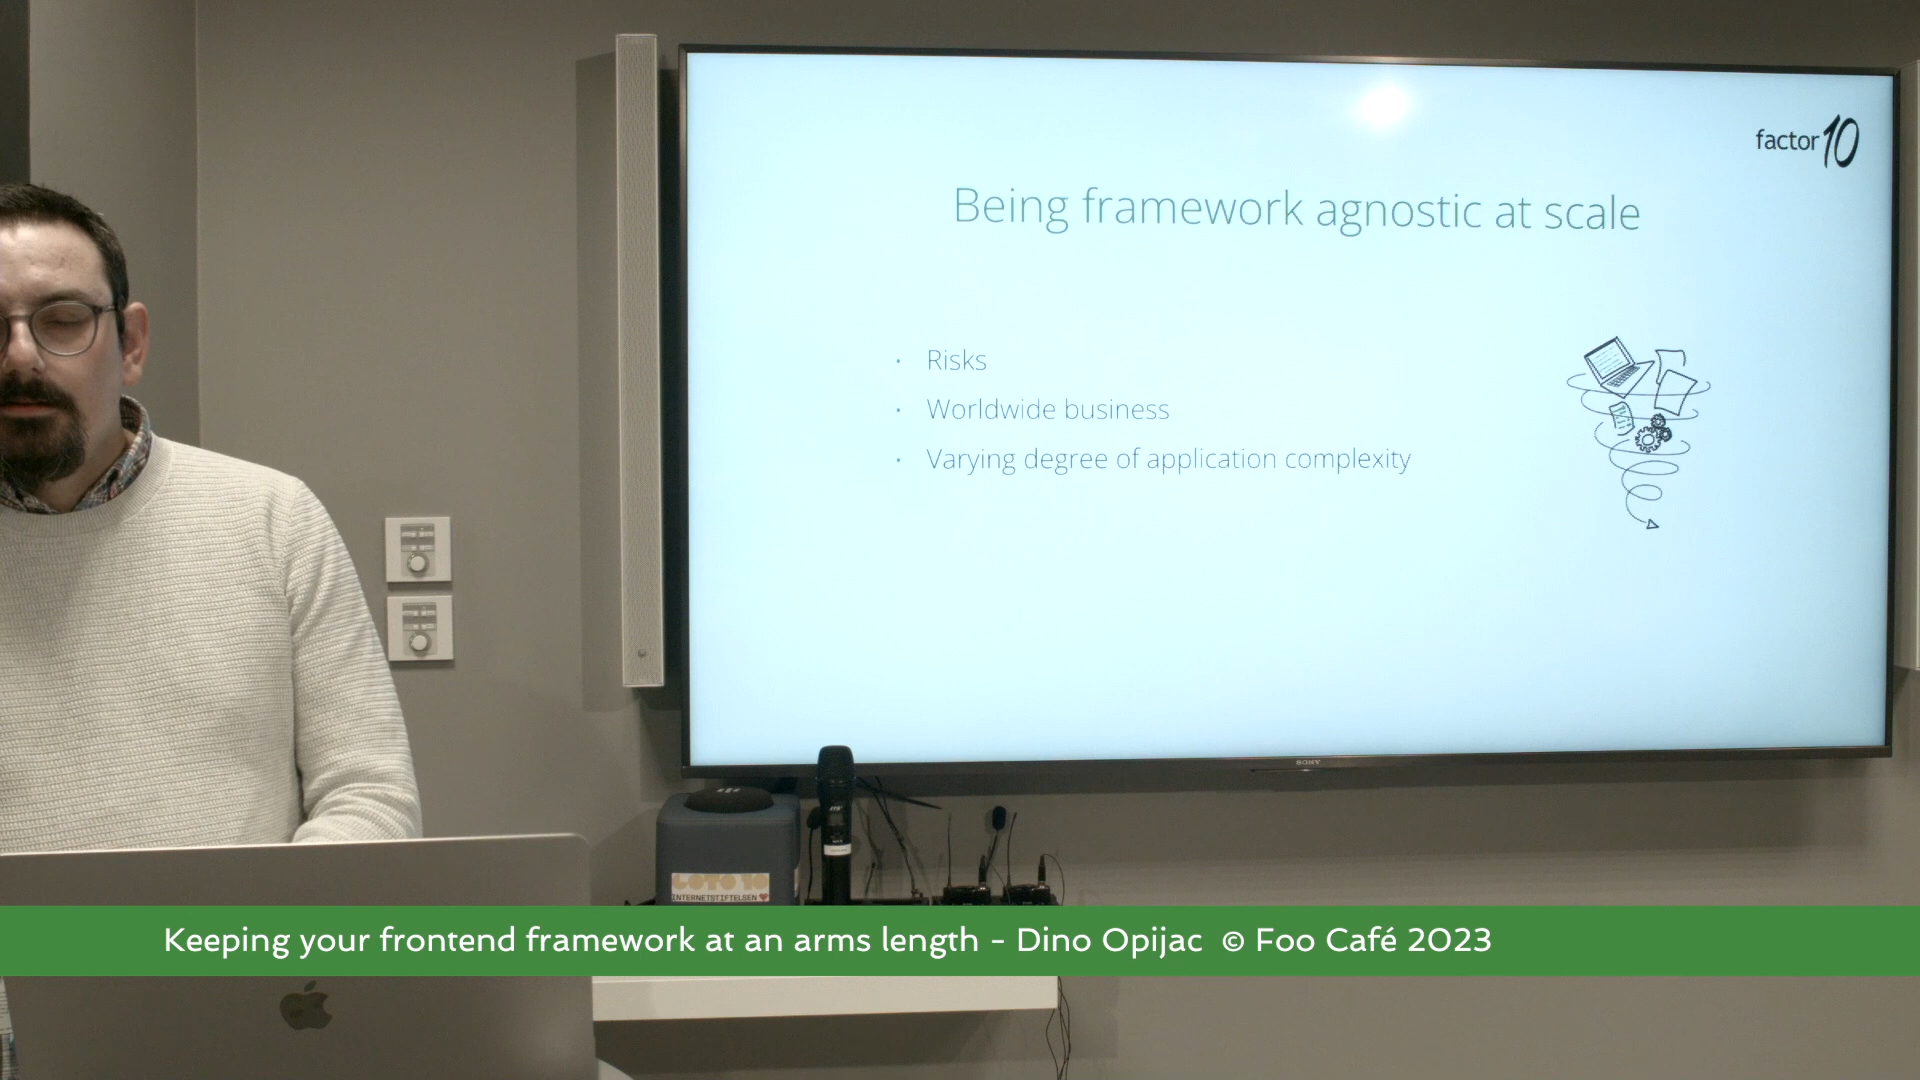 factor10
Being framework agnostic at scale
· Risks
· Worldwide business
· Varying degree of application complexity
SONY
INTERNETSTIFTELSEN
Keeping your frontend framework at an arms length - Dino Opijac © Foo Café 2023